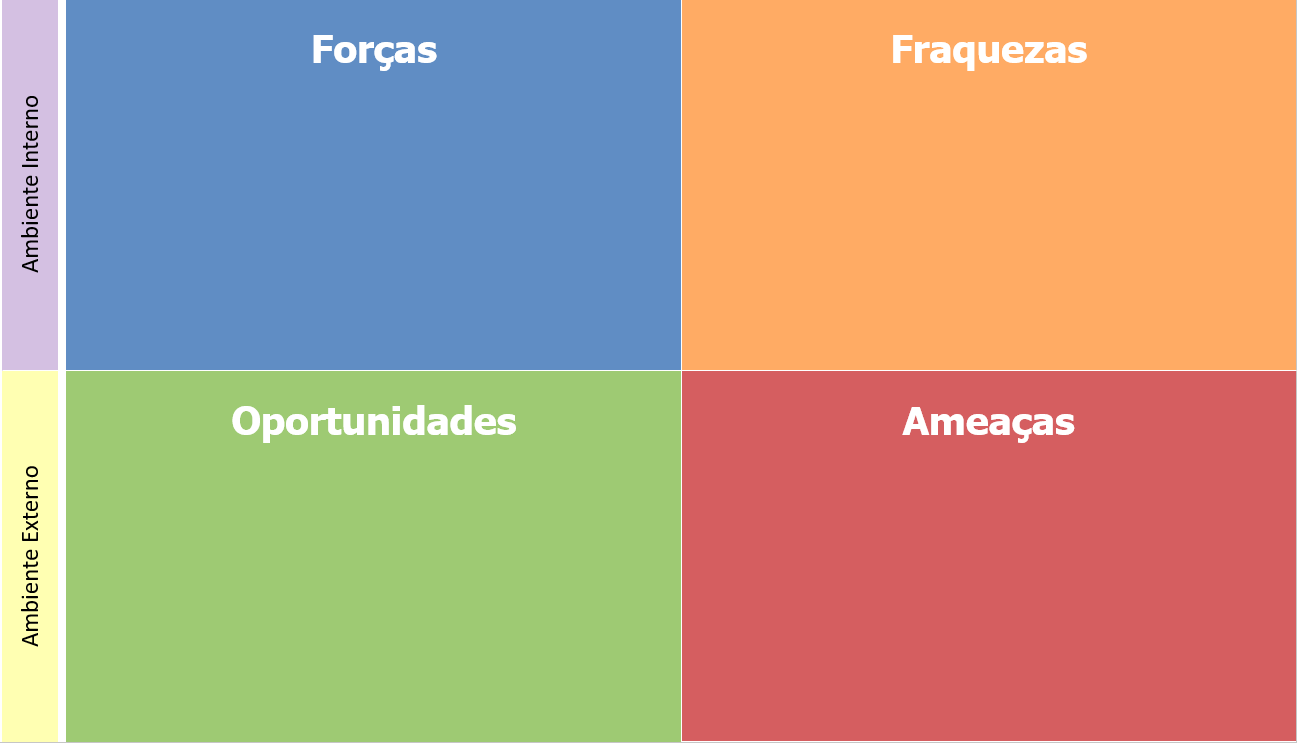 Ambiente Interno
Forças
Fraquezas
Ambiente Externo
Oportunidades
Ameaças